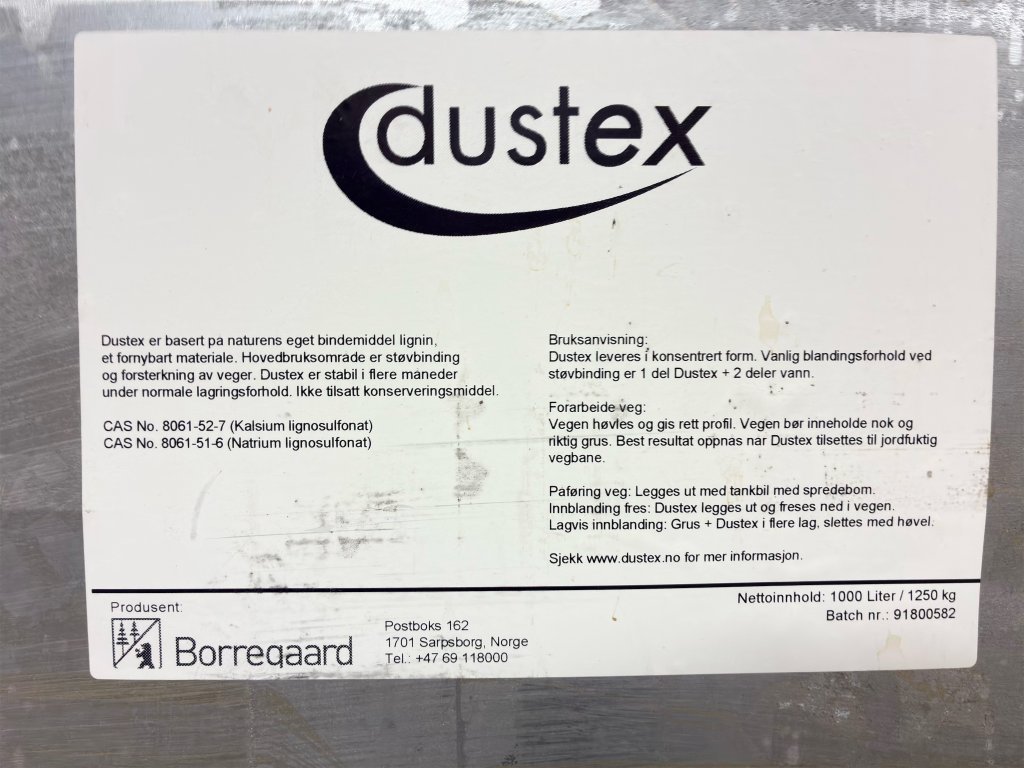 dustex
Dustex er basert på naturens eget bindemiddel lignin,
et fornybart materiale. Hovedbruksområde er støvbinding
og forsterkning av veger. Dustex er stabil i flere måneder
under normale lagringsforhold. Ikke tilsatt konserveringsmiddel.
CAS No. 8061-52-7 (Kalsium lignosulfonat)
CAS No. 8061-51-6 (Natrium lignosulfonat)
Bruksanvisning:
Dustex leveres i konsentrert form. Vanlig blandingsforhold ved
støvbinding er 1 del Dustex + 2 deler vann.
Forarbeide veg:
Vegen høvles og gis rett profil. Vegen bør inneholde nok og
riktig grus. Best resultat oppnås når Dustex tilsettes til jordfuktig
vegbane.
Påføring veg: Legges ut med tankbil med spredebom.
Innblanding fres: Dustex legges ut og freses ned i vegen.
Lagvis innblanding: Grus + Dustex i flere lag, slettes med høvel.
Sjekk www.dustex.no for mer informasjon.
Produsent:
Borregaard
Postboks 162
1701 Sarpsborg, Norge
Tel.: +47 69 118000
Nettoinnhold: 1000 Liter / 1250 kg
Batch nr.: 91800582